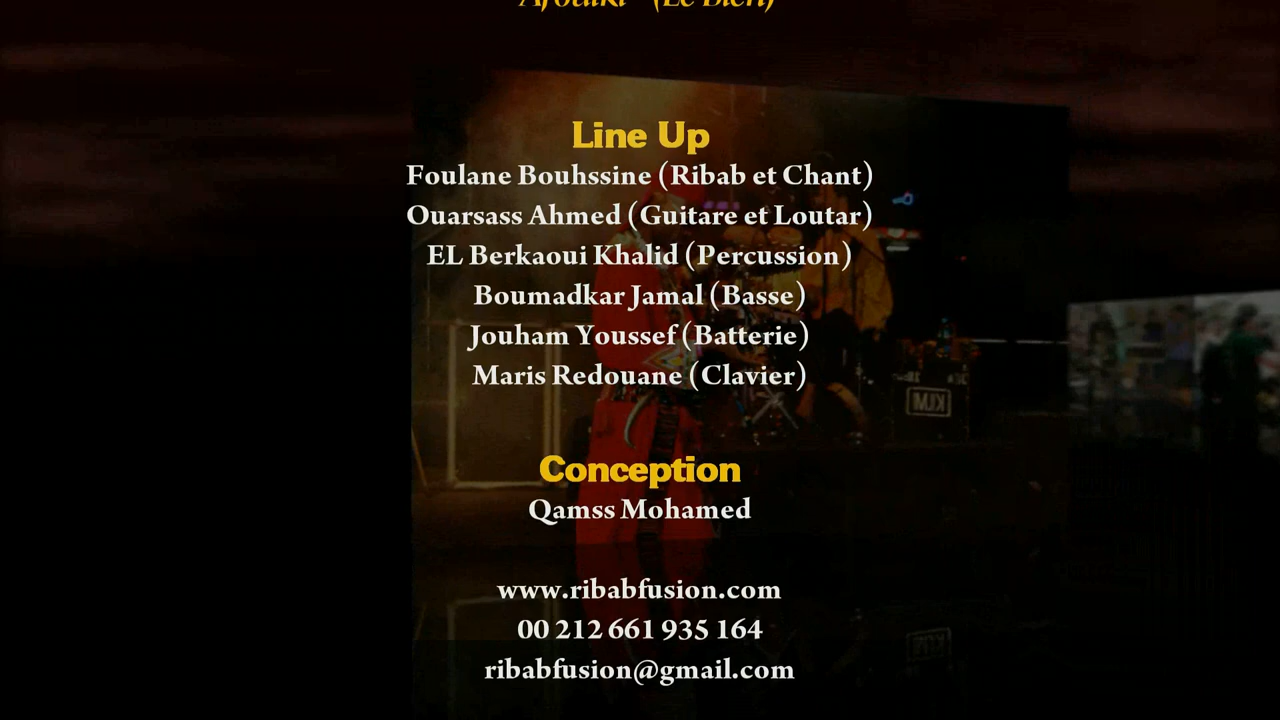 (Le Bien)
Line Up
Foulane Bouhssine (Ribab et Chant)
Ouarsass Ahmed (Guitare et Loutar)
EL Berkaoui Khalid (Percussion)
Boumadkar Jamal (Basse)
Jouham Youssef (Batterie)
Maris Redouane (Clavier)
Conception
Qamss Mohamed
www.ribabfusion.com
00 212 661 935 164
ribabfusion@gmail.com